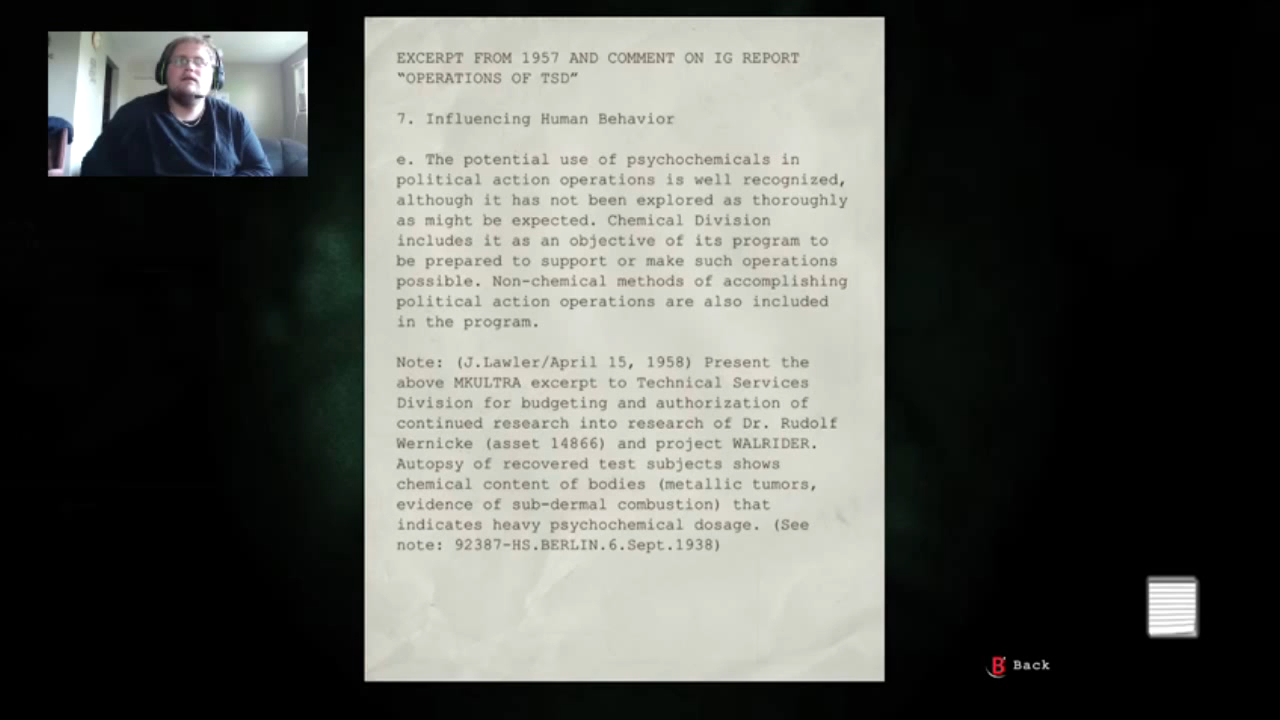 EXCERPT FROM 1957 AND COMMENT ON IG REPORT
“OPERATIONS OF TSD”
7. Influencing Human Behavior
e. The potential use of psychochemicals in
political action operations is well recognized,
although it has not been explored as thoroughly
as might be expected. Chemical Division
includes it as an objective of its program to
be prepared to support or make such operations
possible. Non-chemical methods of accomplishing
political action operations are also included
in the program.
Note: (J.Lawler/April 15, 1958) Present the
above MKULTRA excerpt to Technical Services
Division for budgeting and authorization of
continued research into research of Dr. Rudolf
Wernicke (asset 14866) and project WALRIDER.
Autopsy of recovered test subjects shows
chemical content of bodies (metallic tumors,
evidence of sub-dermal combustion) that
indicates heavy psychochemical dosage. (See
note: 92387-HS.BERLIN.6.Sept.1938)
B Back